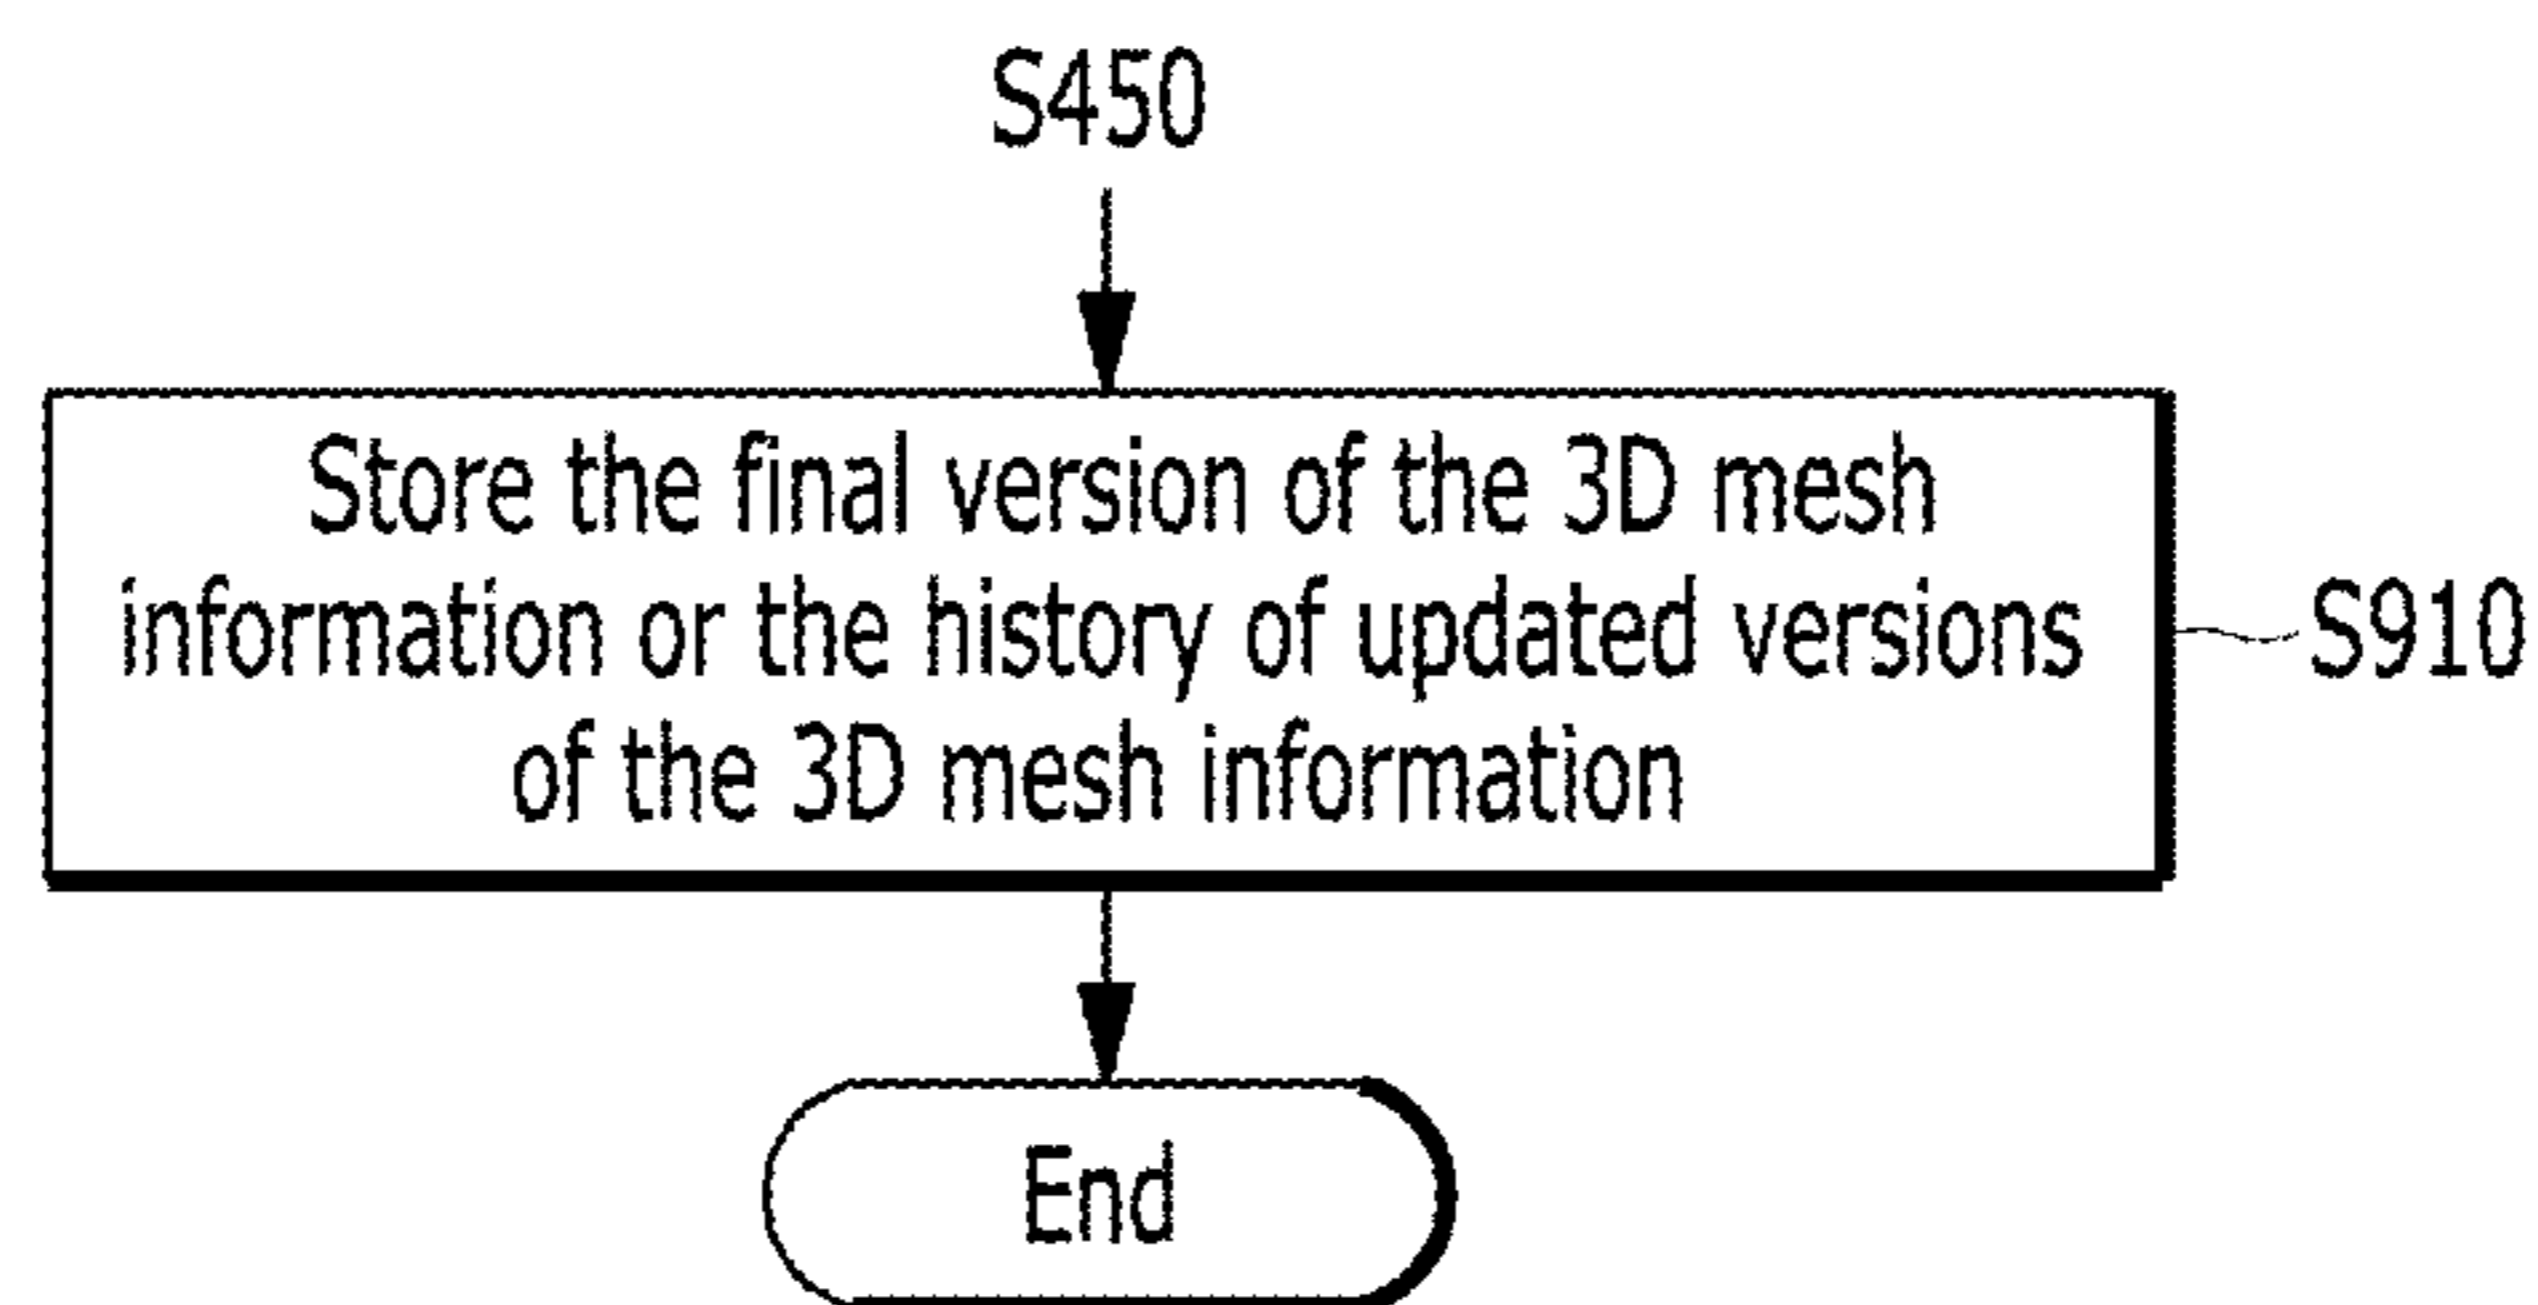 S450
Store the final version of the 3D mesh
information or the history of updated versions
of the 3D mesh information
S910
End